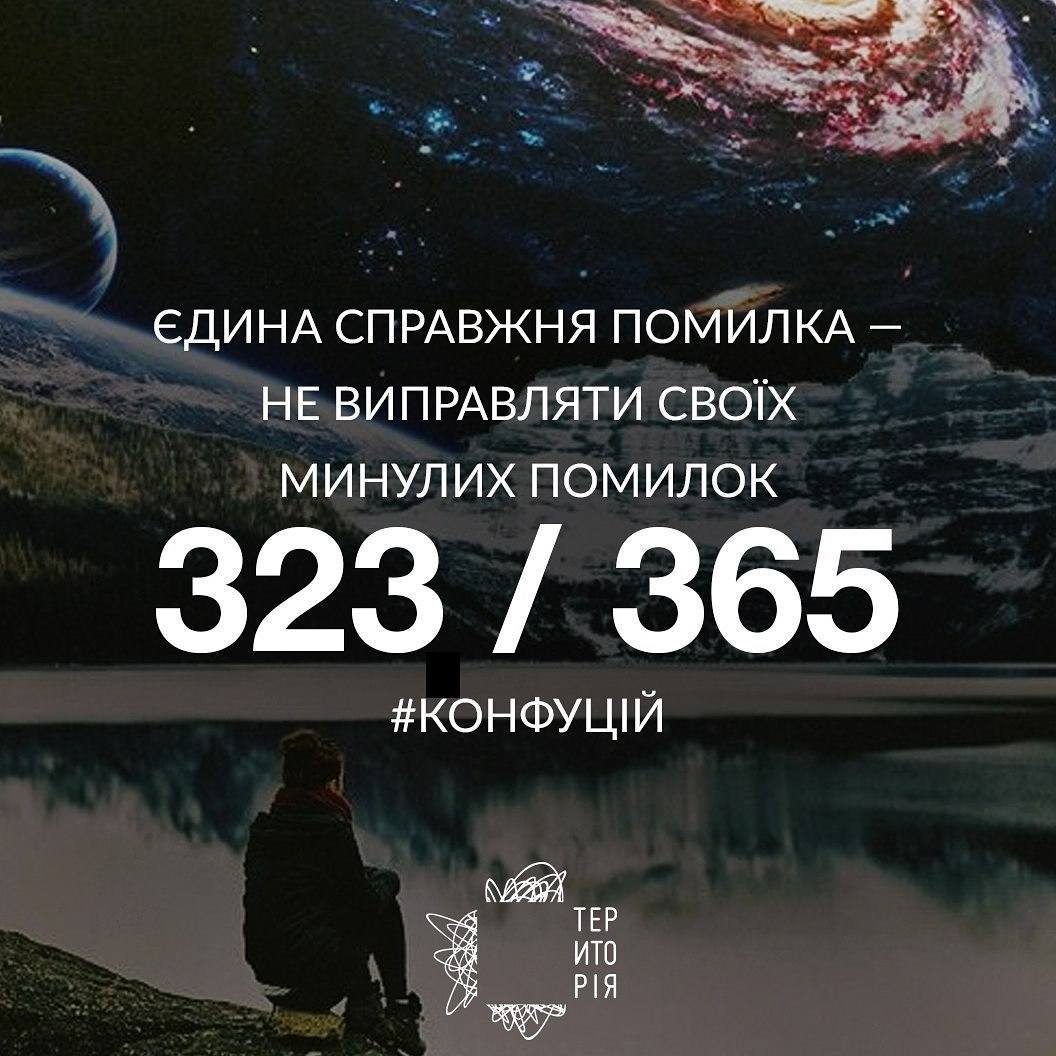 ЄДИНА СПРАВЖНЯ ПОМИЛКА —
НЕ ВИПРАВЛЯТИ СВОЇХ
МИНУЛИХ ПОМИЛОК
323 / 365
#КОНФУЦІЙ
ТЕР
ИТО
РІЯ